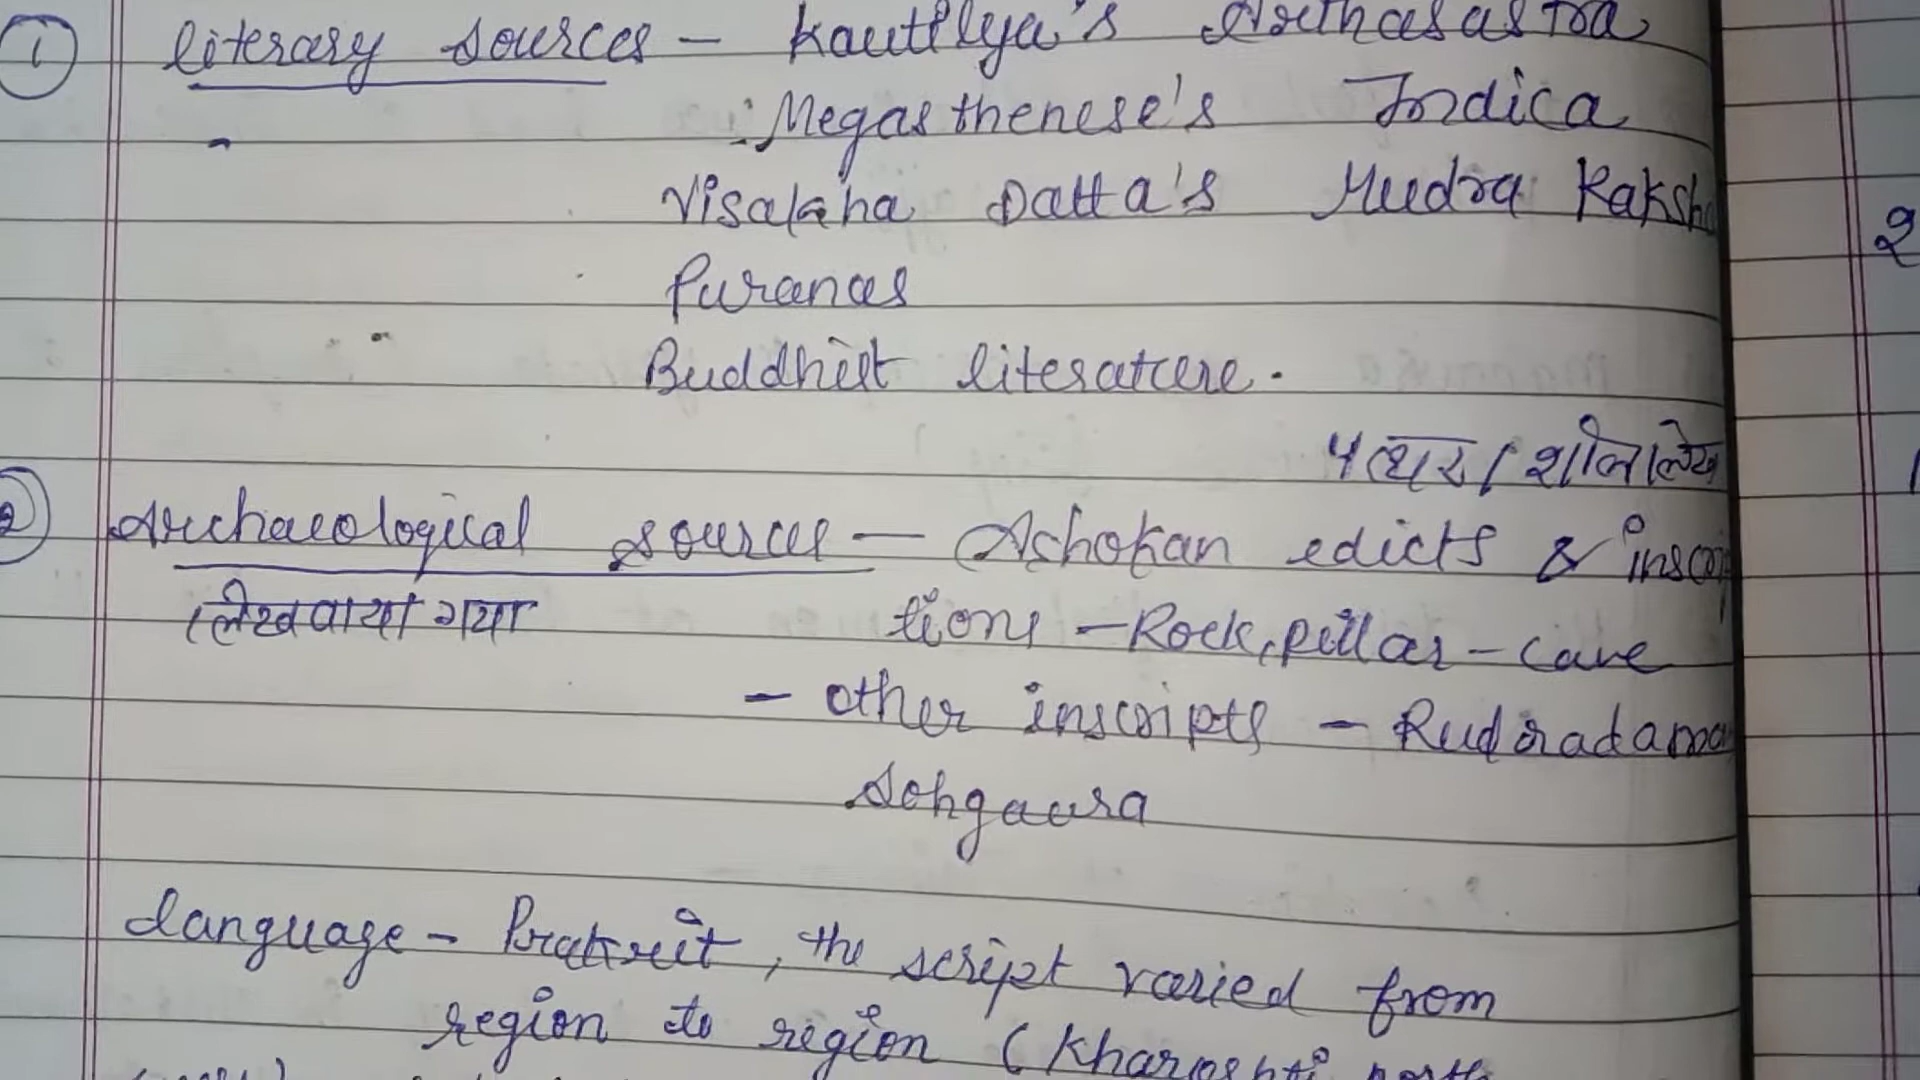 ① literary sources - Kautilya's Arthasastra
Megasthenese's Indica
Visakha Datta's Mudra Raksh
Puranas
Buddhist literature.
पत्थर / शीलालेख
② Archaeological sources - Ashokan edicts & inscrip
लिखवाया गया
tions - Rock, pillar - cave
- other inscripts - Rudradama
Sohgaura
Language - Prakrit, the script varied from
region to region (Kharoshti
2